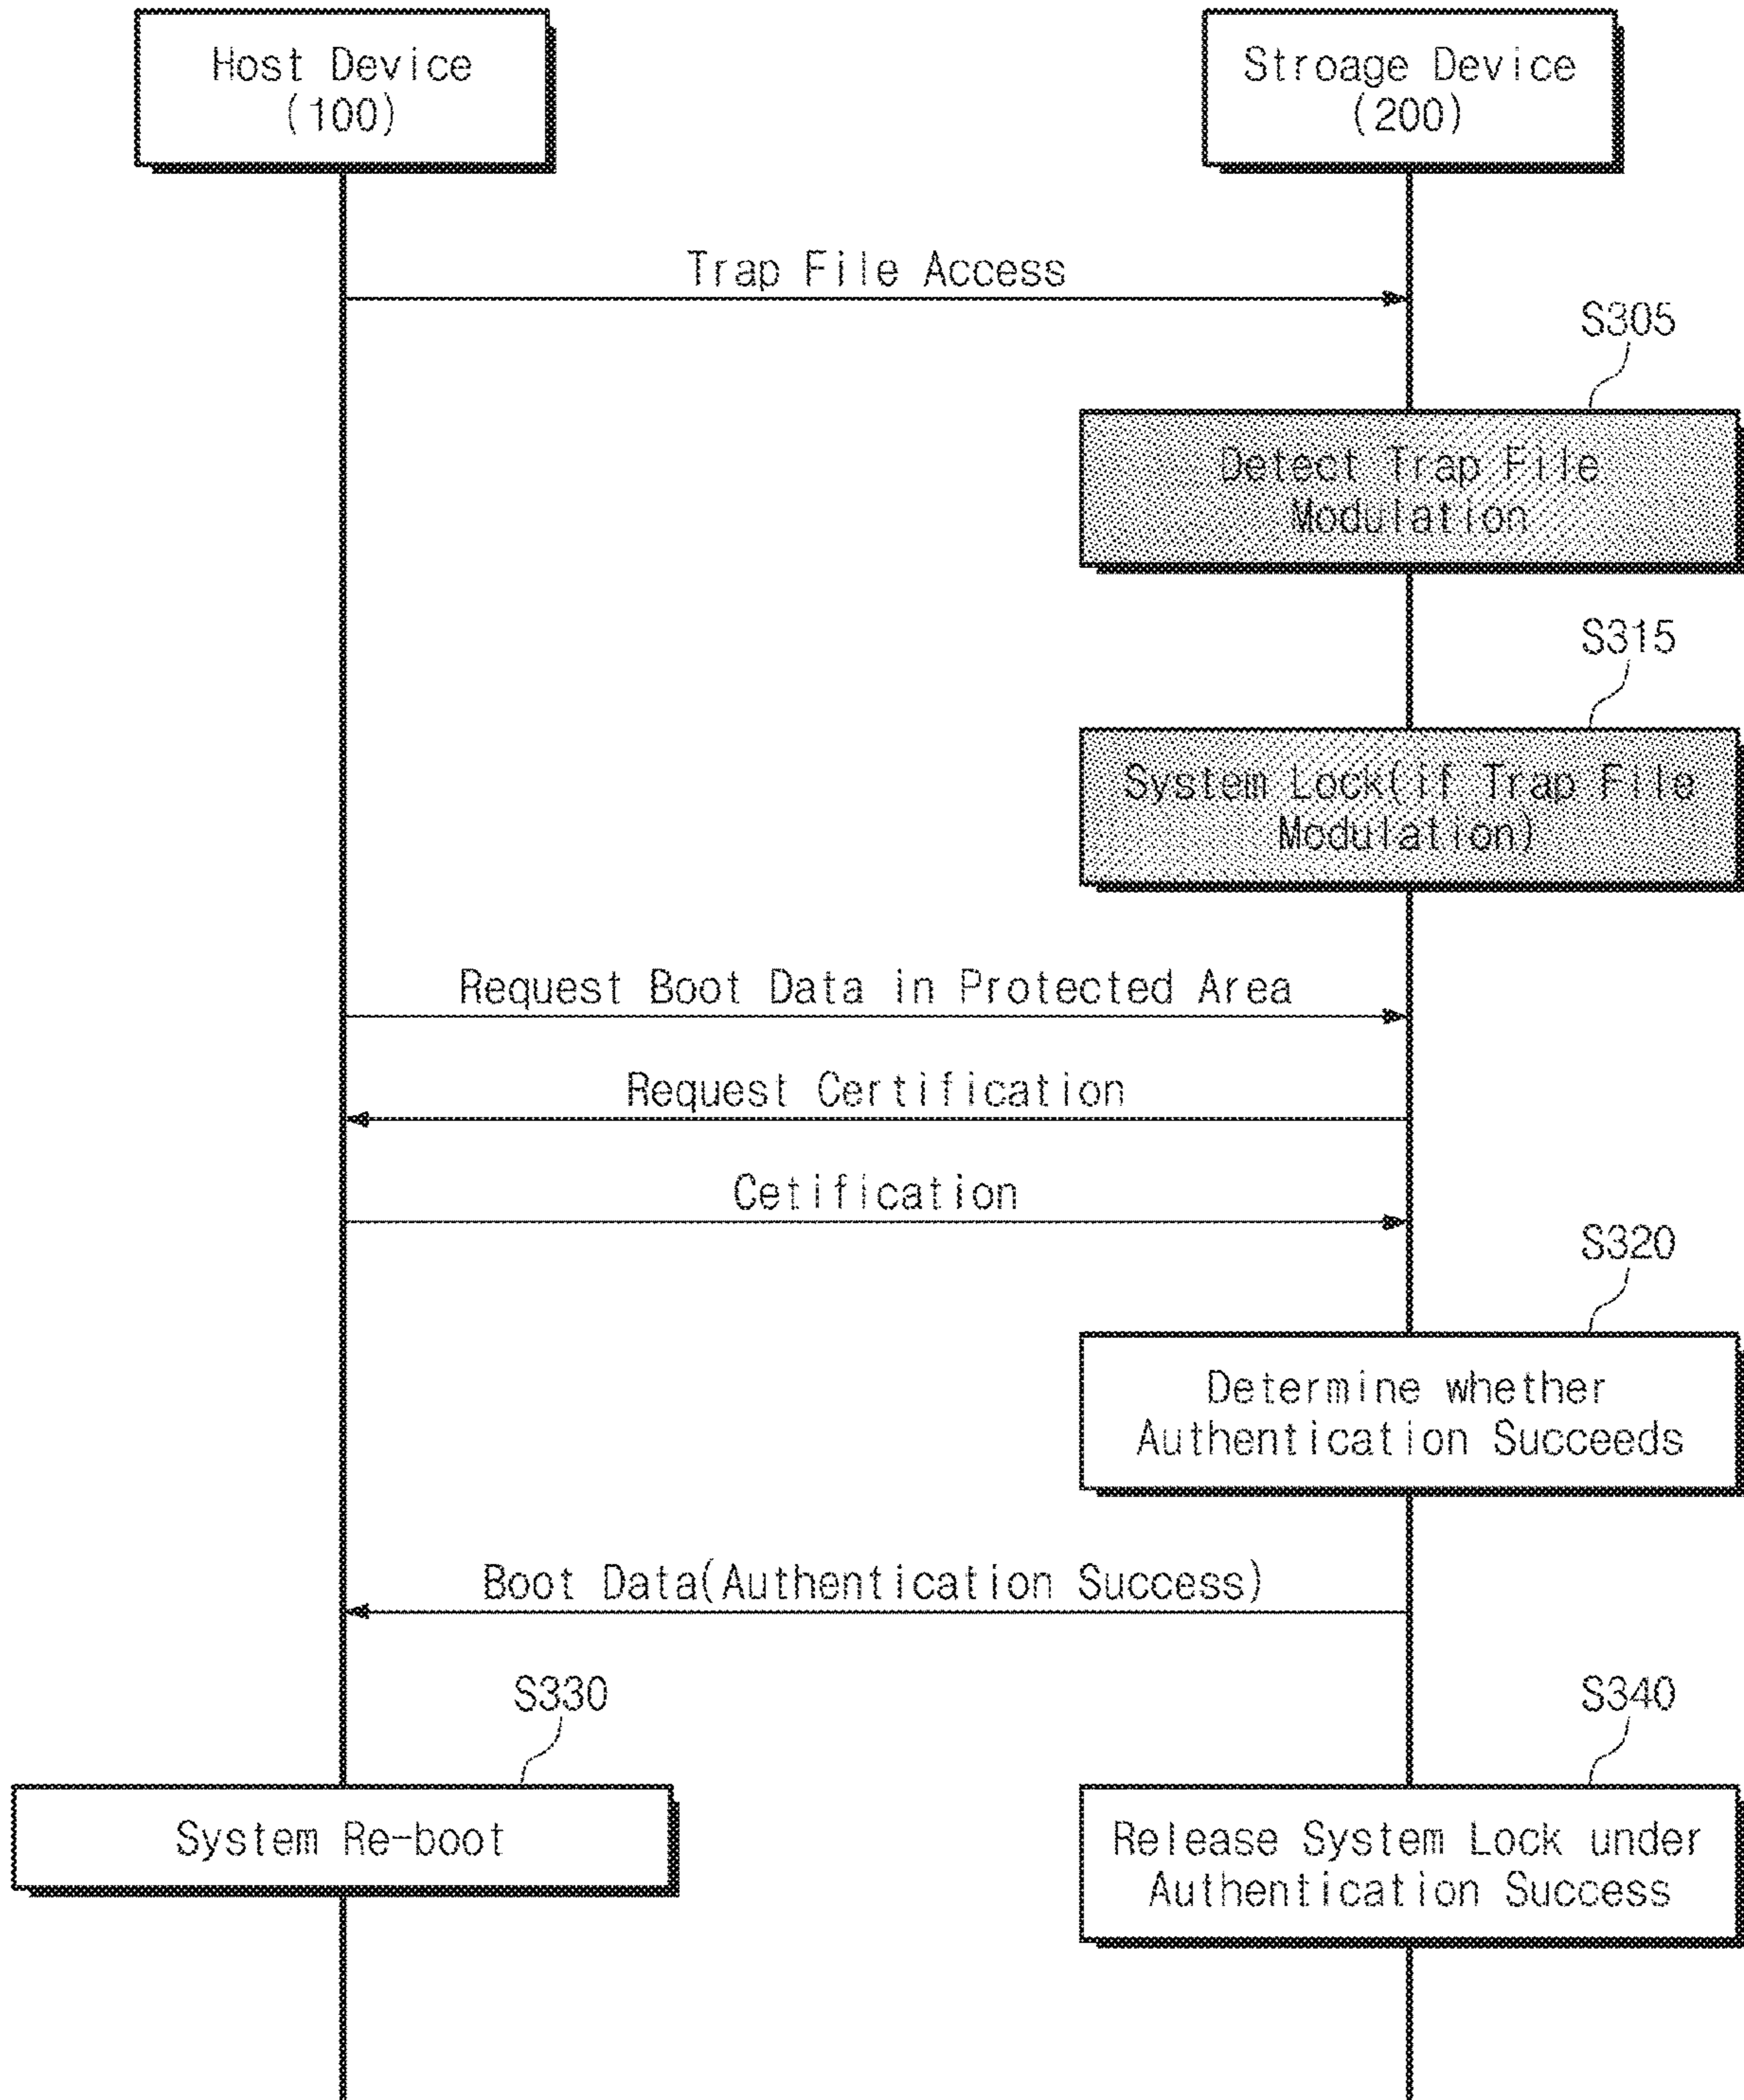 Host Device
(100)
Stroage Device
(200)
Trap File Access
S305
Detect Trap File
Modulation
S315
System Lock(if Trap File
Modulation)
Request Boot Data in Protected Area
Request Certification
Cetification
S320
Determine whether
Authentication Succeeds
Boot Data(Authentication Success)
S330
S340
System Re-boot
Release System Lock under
Authentication Success